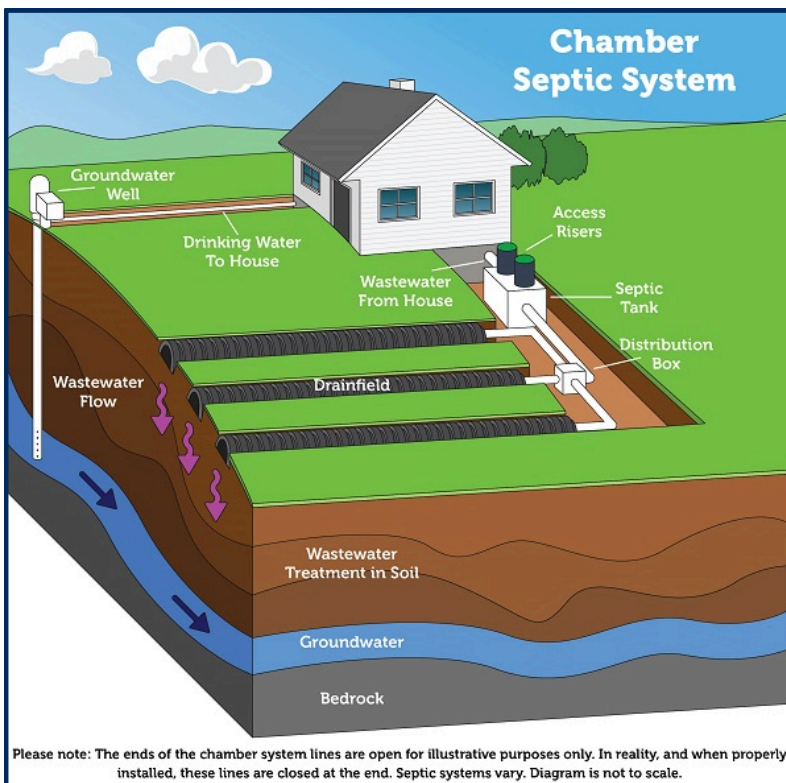 Chamber
Septic System
Groundwater
Well
Drinking Water
To House
Access
Risers
Wastewater
From House
Septic
Tank
Distribution
Box
Drainfield
Wastewater
Flow
Wastewater
Treatment in Soil
Groundwater
Bedrock
Please note: The ends of the chamber system lines are open for illustrative purposes only. In reality, and when properly
installed, these lines are closed at the end. Septic systems vary. Diagram is not to scale.